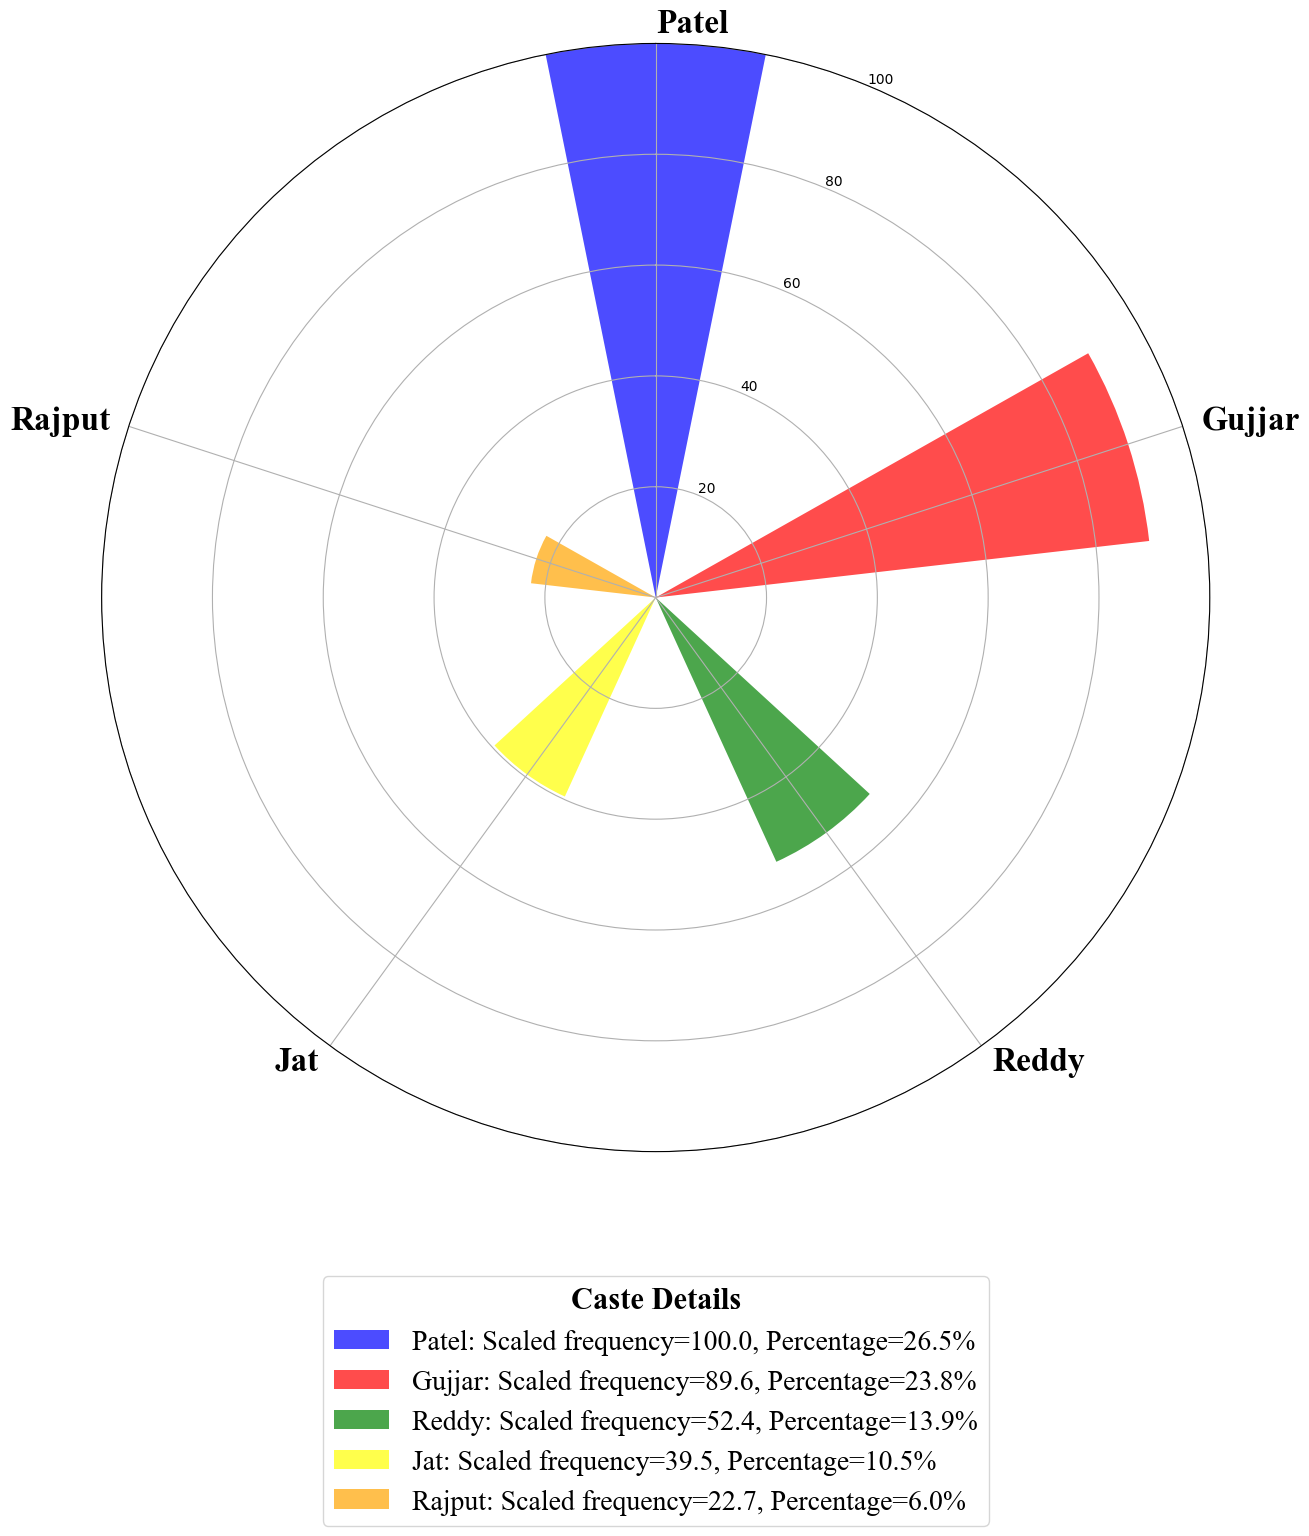 Patel
100
80
60
40
20
Rajput
Gujjar
Jat
Reddy
Caste Details
Patel: Scaled frequency=100.0, Percentage=26.5%
Gujjar: Scaled frequency=89.6, Percentage=23.8%
Reddy: Scaled frequency=52.4, Percentage=13.9%
Jat: Scaled frequency=39.5, Percentage=10.5%
Rajput: Scaled frequency=22.7, Percentage=6.0%